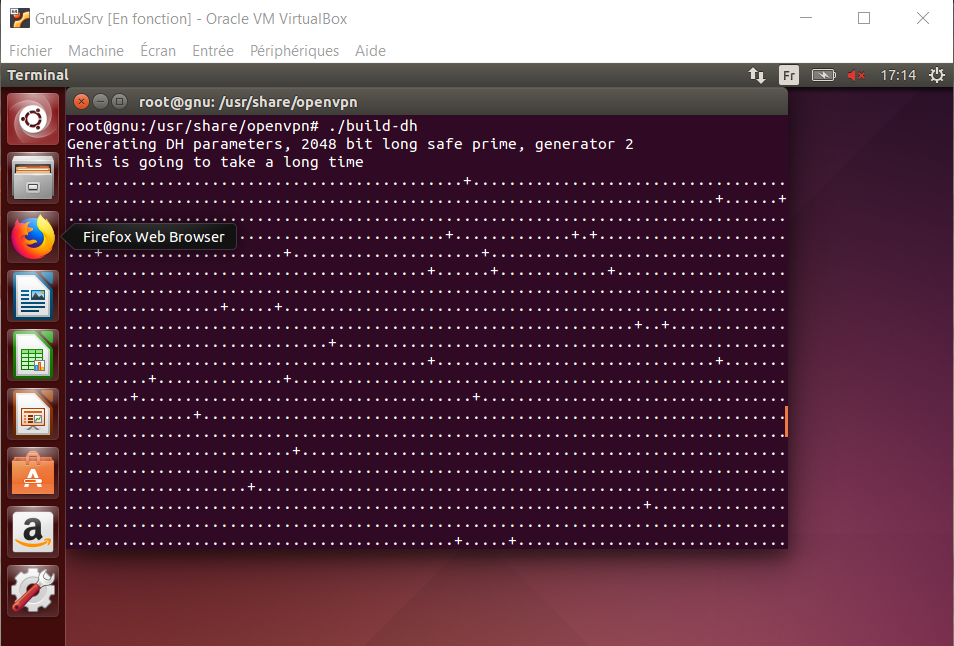 GnuLuxSrv [En fonction] - Oracle VM VirtualBox
Fichier Machine Écran Entrée Périphériques Aide
Terminal Fr 17:14
root@gnu: /usr/share/openvpn
root@gnu:/usr/share/openvpn# ./build-dh
Generating DH parameters, 2048 bit long safe prime, generator 2
This is going to take a long time
............................................+...................................
........................................................................+......+
................................................................................
Firefox Web Browser
.......................+.............+.+.....................
...+....................+.....................+.................................
........................................+......+............+...................
................................................................................
.................+.....+........................................................
...............................................................+..+.............
.............................+..................................................
........................................+...............................+.......
.........+..............+.......................................................
.......+.....................................+..................................
..............+.................................................................
................................................................................
.........................+......................................................
................................................................................
....................+...........................................................
................................................................+...............
................................................................................
...........................................+.....+..............................